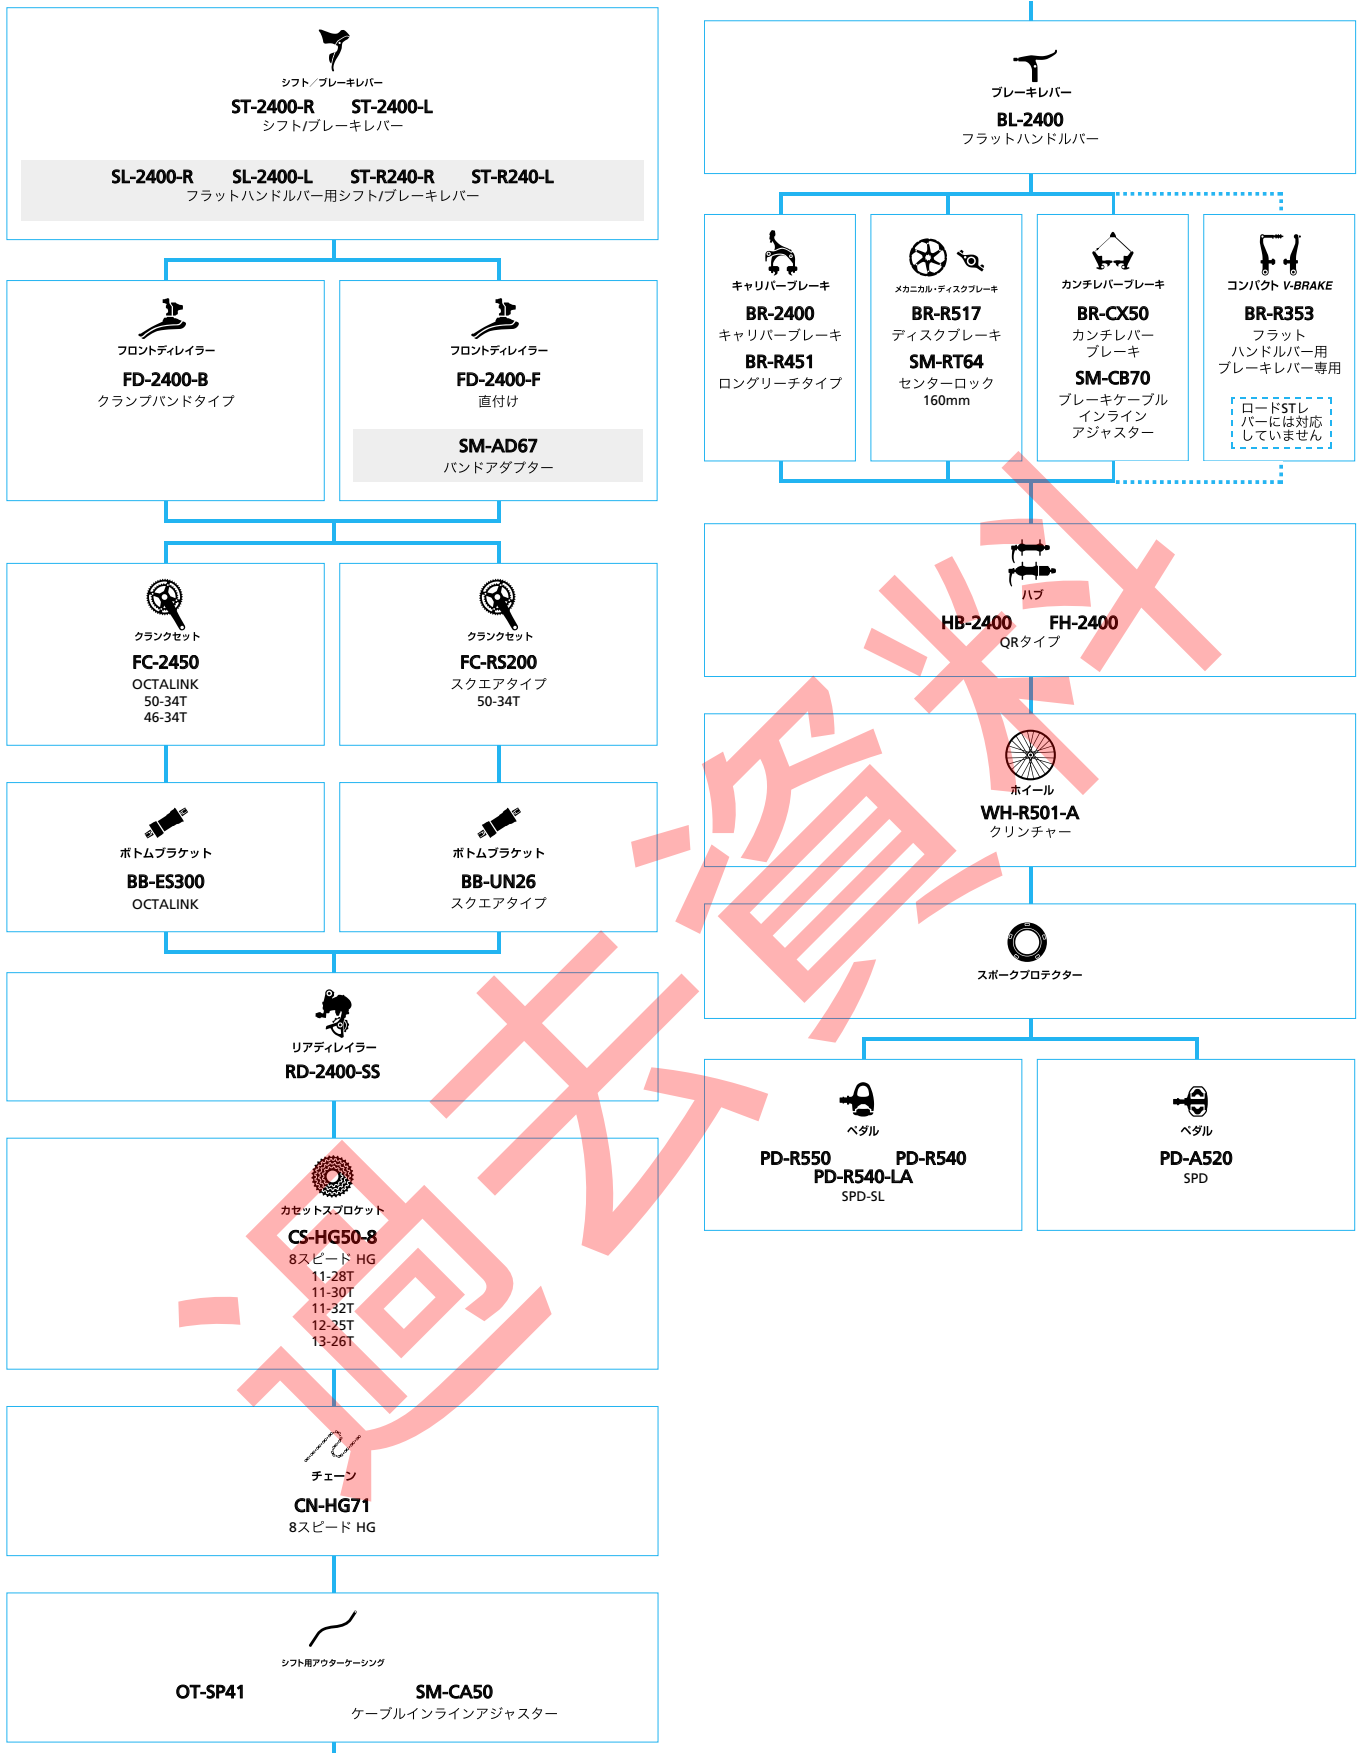 シフト／ブレーキレバー
ST-2400-R ST-2400-L
シフト/ブレーキレバー
SL-2400-R SL-2400-L ST-R240-R ST-R240-L
フラットハンドルバー用シフト/ブレーキレバー
フロントディレイラー
FD-2400-B
クランプバンドタイプ
フロントディレイラー
FD-2400-F
直付け
SM-AD67
バンドアダプター
クランクセット
FC-2450
OCTALINK
50-34T
46-34T
クランクセット
FC-RS200
スクエアタイプ
50-34T
ボトムブラケット
BB-ES300
OCTALINK
ボトムブラケット
BB-UN26
スクエアタイプ
リアディレイラー
RD-2400-SS
カセットスプロケット
CS-HG50-8
8スピード HG
11-28T
11-30T
11-32T
12-25T
13-26T
チェーン
CN-HG71
8スピード HG
シフト用アウターケーシング
OT-SP41
SM-CA50
ケーブルインラインアジャスター
ブレーキレバー
BL-2400
フラットハンドルバー
キャリパーブレーキ
BR-2400
キャリパーブレーキ
BR-R451
ロングリーチタイプ
メカニカル・ディスクブレーキ
BR-R517
ディスクブレーキ
SM-RT64
センターロック
160mm
カンチレバーブレーキ
BR-CX50
カンチレバー
ブレーキ
SM-CB70
ブレーキケーブル
インライン
アジャスター
コンパクト V-BRAKE
BR-R353
フラット
ハンドルバー用
ブレーキレバー専用
ロードSTレ
バーには対応
していません
ハブ
HB-2400 FH-2400
QRタイプ
ホイール
WH-R501-A
クリンチャー
スポークプロテクター
ペダル
PD-R550 PD-R540
PD-R540-LA
SPD-SL
ペダル
PD-A520
SPD
過去資料